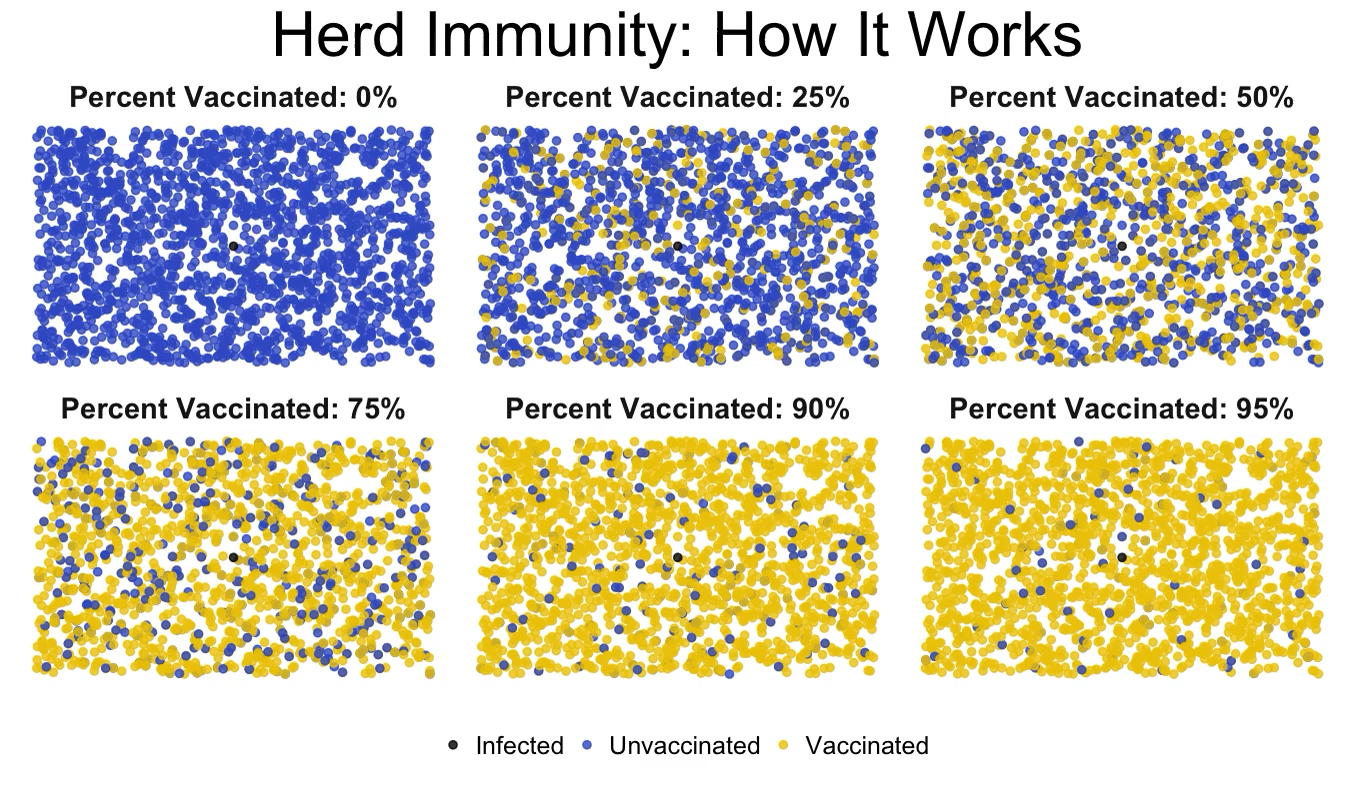 Herd Immunity: How It Works
Percent Vaccinated: 0%
Percent Vaccinated: 25%
Percent Vaccinated: 50%
Percent Vaccinated: 75%
Percent Vaccinated: 90%
Percent Vaccinated: 95%
Infected
Unvaccinated
Vaccinated